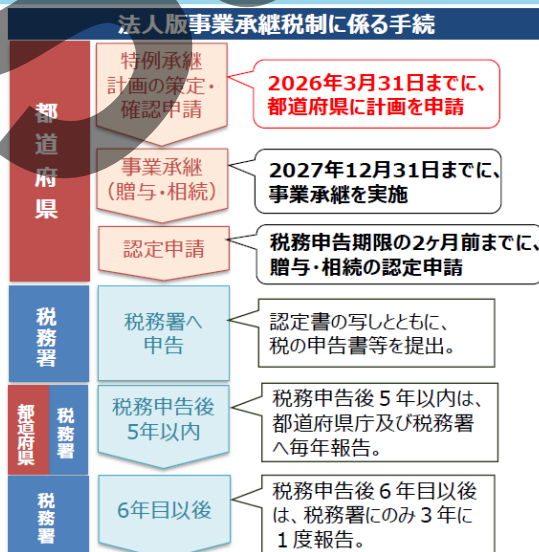 法人版事業承継税制に係る手続
都道府県
特例承継
計画の策定・
確認申請
2026年3月31日までに、
都道府県に計画を申請
事業承継
(贈与・相続)
2027年12月31日までに、
事業承継を実施
認定申請
税務申告期限の2ヶ月前までに、
贈与・相続の認定申請
税務署
税務署へ
申告
認定書の写しとともに、
税の申告書等を提出。
都道府県
税務署
税務申告後
5年以内
税務申告後５年以内は、
都道府県庁及び税務署
へ毎年報告。
税務署
6年目以後
税務申告後６年目以後
は、税務署にのみ３年に
１度報告。